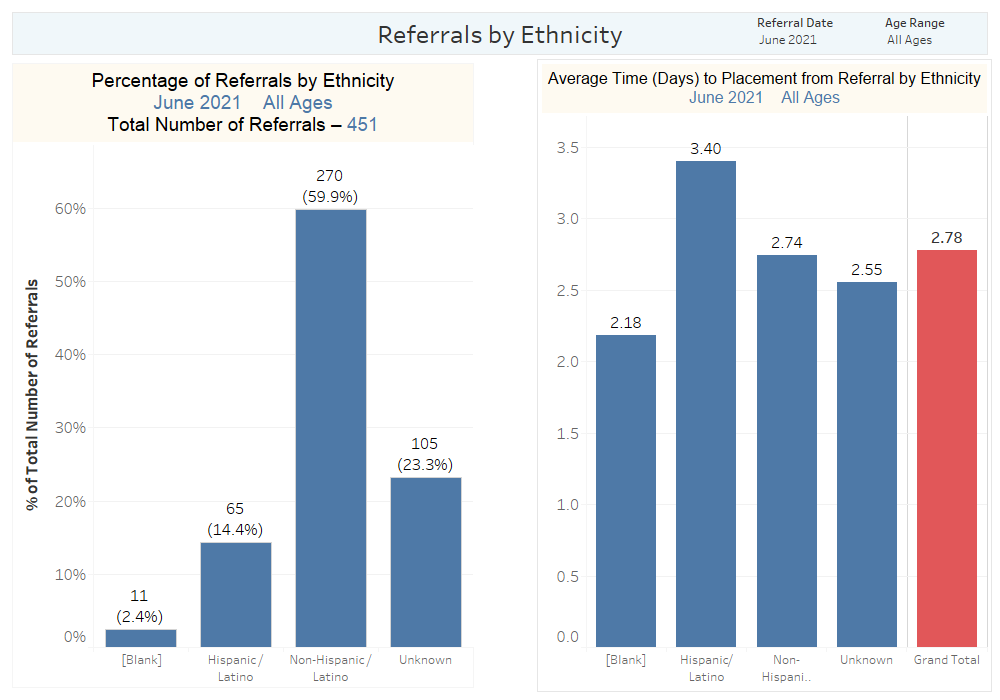 Referrals by Ethnicity
Referral Date
June 2021
Age Range
All Ages
Percentage of Referrals by Ethnicity
June 2021 All Ages
Total Number of Referrals – 451
% of Total Number of Referrals
60%
50%
40%
30%
20%
10%
0%
11
(2.4%)
65
(14.4%)
270
(59.9%)
105
(23.3%)
[Blank]
Hispanic/
Latino
Non-Hispanic/
Latino
Unknown
Average Time (Days) to Placement from Referral by Ethnicity
June 2021 All Ages
3.5
3.0
2.5
2.0
1.5
1.0
0.5
0.0
2.18
3.40
2.74
2.55
2.78
[Blank]
Hispanic/
Latino
Non-
Hispani..
Unknown
Grand Total